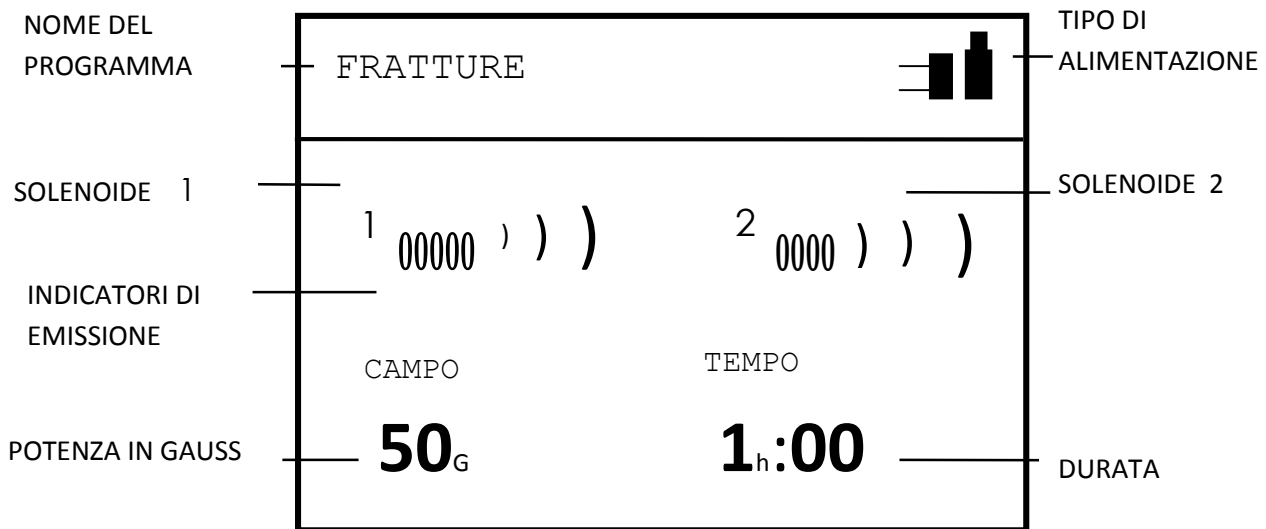 NOME DEL
PROGRAMMA
FRATTURE
TIPO DI
ALIMENTAZIONE
SOLENOIDE 1
SOLENOIDE 2
1 00000 ) ) )
2 0000 ) ) )
INDICATORI DI
EMISSIONE
CAMPO
TEMPO
POTENZA IN GAUSS
50G
1h:00
DURATA